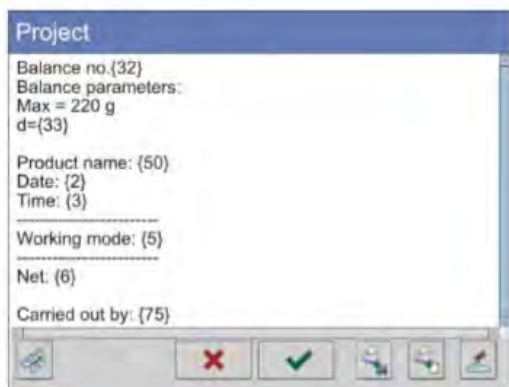 Project
Balance no.{32}
Balance parameters:
Max = 220 g
d={33}
Product name: {50}
Date: {2}
Time: {3}
--------------------------
Working mode: {5}
--------------------------
Net: {6}
Carried out by: {75}